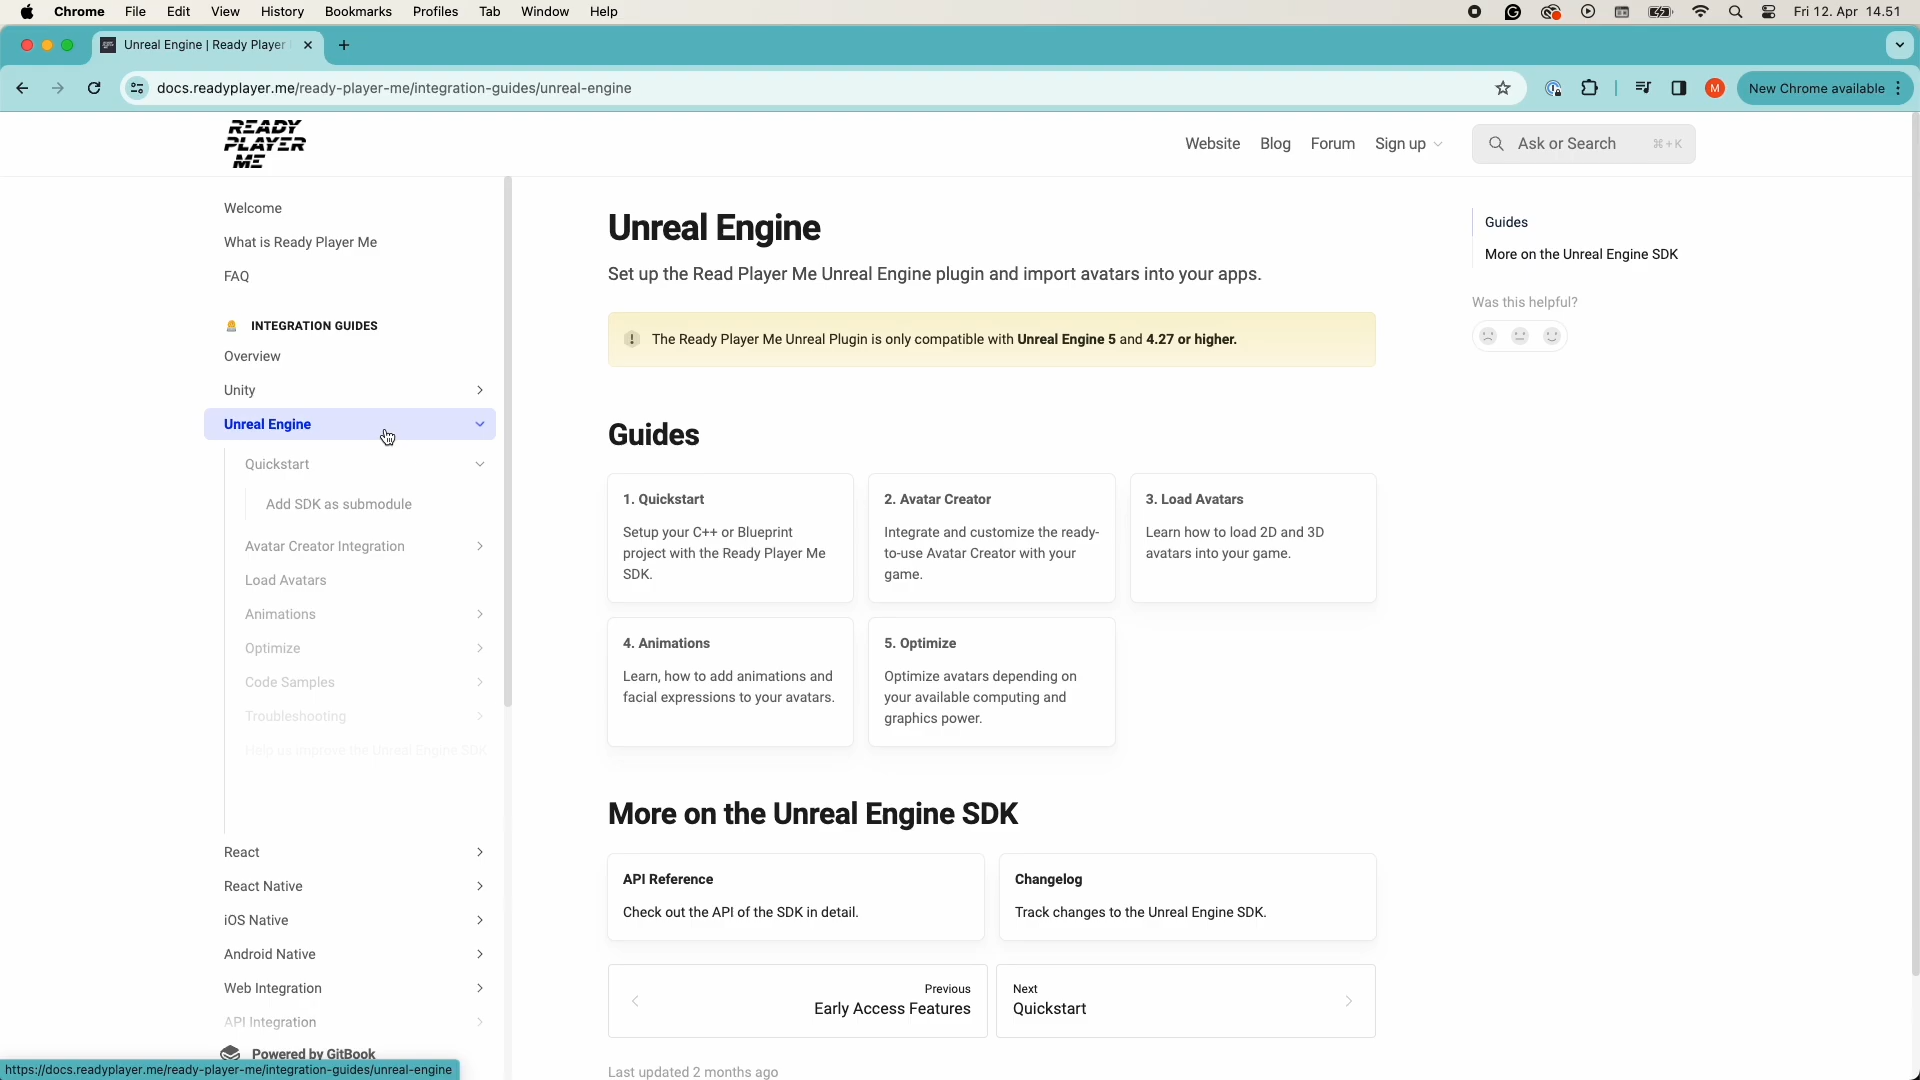 Chrome File Edit View History Bookmarks Profiles Tab Window Help Fri 12. Apr 14.51
Unreal Engine | Ready Player
docs.readyplayer.me/ready-player-me/integration-guides/unreal-engine
M
New Chrome available
READY
PLAYER
ME
Website Blog Forum Sign up
Ask or Search ⌘+K
Welcome
What is Ready Player Me
FAQ
INTEGRATION GUIDES
Overview
Unity
Unreal Engine
Quickstart
Add SDK as submodule
Avatar Creator Integration
Load Avatars
Animations
Optimize
Code Samples
Troubleshooting
Help us improve the Unreal Engine SDK
React
React Native
iOS Native
Android Native
Web Integration
API Integration
Powered by GitBook
https://docs.readyplayer.me/ready-player-me/integration-guides/unreal-engine
Unreal Engine
Set up the Read Player Me Unreal Engine plugin and import avatars into your apps.
The Ready Player Me Unreal Plugin is only compatible with Unreal Engine 5 and 4.27 or higher.
Guides
1. Quickstart
Setup your C++ or Blueprint
project with the Ready Player Me
SDK.
2. Avatar Creator
Integrate and customize the ready-
to-use Avatar Creator with your
game.
3. Load Avatars
Learn how to load 2D and 3D
avatars into your game.
4. Animations
Learn, how to add animations and
facial expressions to your avatars.
5. Optimize
Optimize avatars depending on
your available computing and
graphics power.
More on the Unreal Engine SDK
API Reference
Check out the API of the SDK in detail.
Changelog
Track changes to the Unreal Engine SDK.
Previous
Early Access Features
Next
Quickstart
Last updated 2 months ago
Guides
More on the Unreal Engine SDK
Was this helpful?